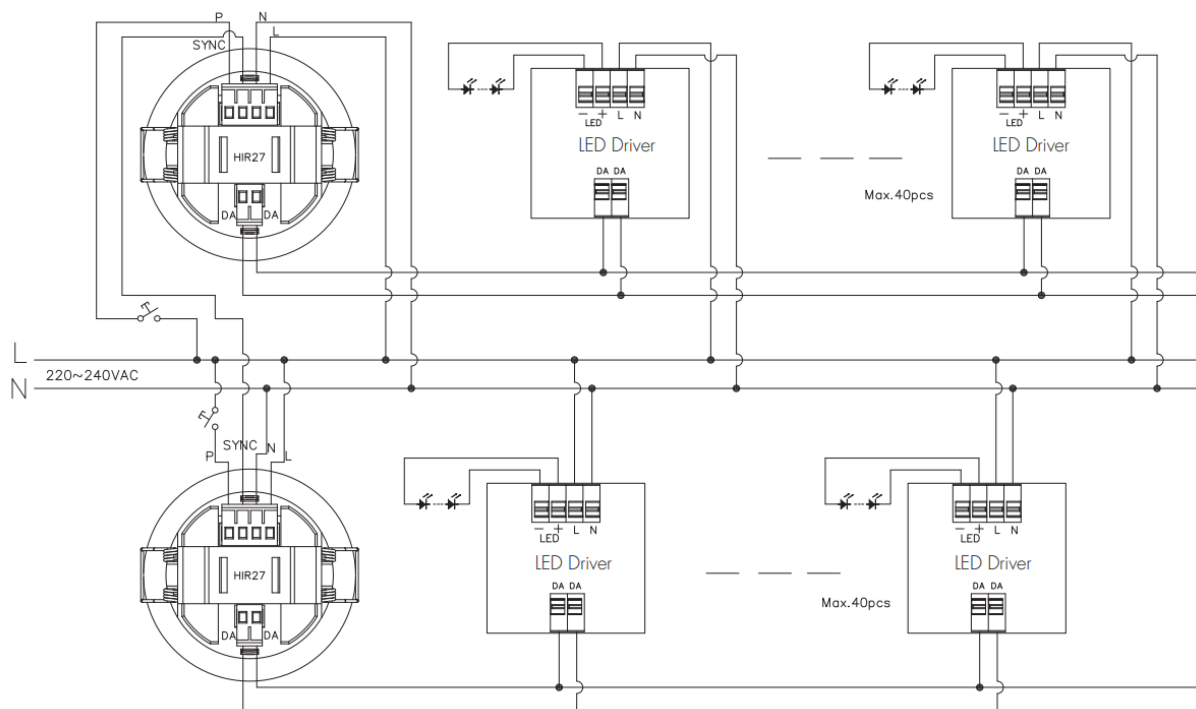 P N
SYNC L
HIR27
DA DA
− + L N
LED
LED Driver
DA DA
− + L N
LED
LED Driver
DA DA
Max.40pcs
L
220~240VAC
N
SYNC N
P L
HIR27
DA DA
− + L N
LED
LED Driver
DA DA
− + L N
LED
LED Driver
DA DA
Max.40pcs